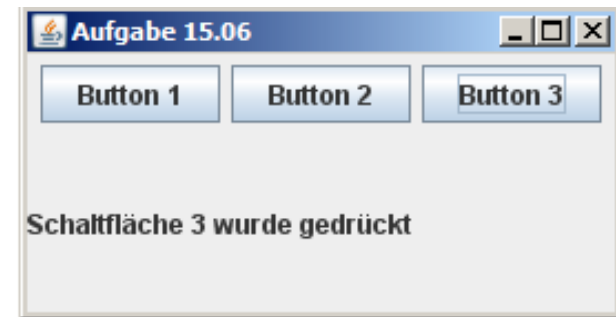 Aufgabe 15.06
Button 1 Button 2 Button 3
Schaltfläche 3 wurde gedrückt